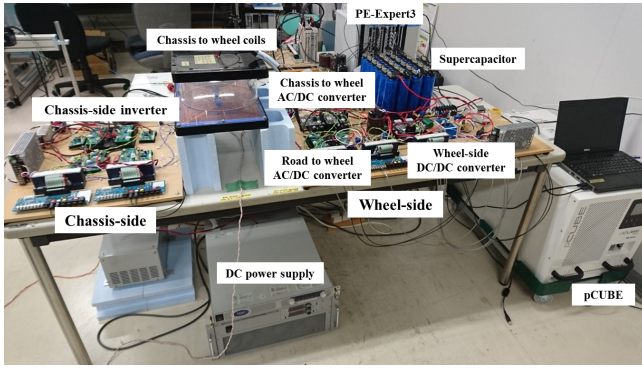 PE-Expert3
Chassis to wheel coils
Supercapacitor
Chassis to wheel
AC/DC converter
Chassis-side inverter
Road to wheel
AC/DC converter
Wheel-side
DC/DC converter
Chassis-side
Wheel-side
DC power supply
pCUBE